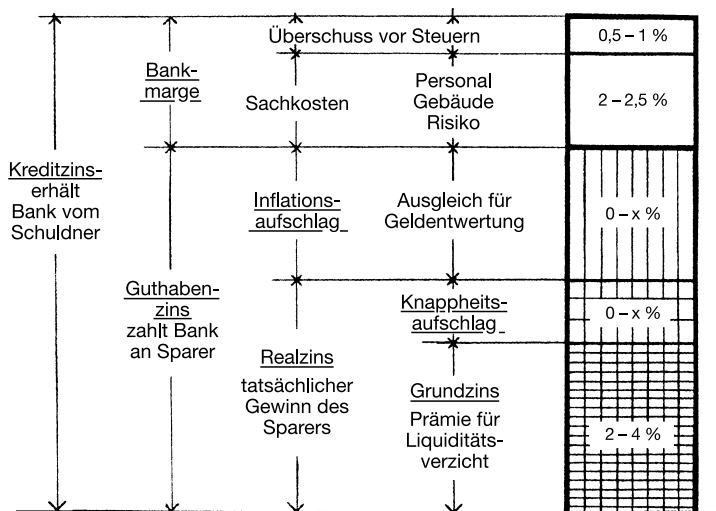 Überschuss vor Steuern
0,5 – 1 %
Bank-
marge
Sachkosten
Personal
Gebäude
Risiko
2 – 2,5 %
Kreditzins-
erhält
Bank vom
Schuldner
Inflations-
aufschlag
Ausgleich für
Geldentwertung
0 – x %
Guthaben-
zins
zahlt Bank
an Sparer
Knappheits-
aufschlag
0 – x %
Realzins
tatsächlicher
Gewinn des
Sparers
Grundzins
Prämie für
Liquiditäts-
verzicht
2 – 4 %